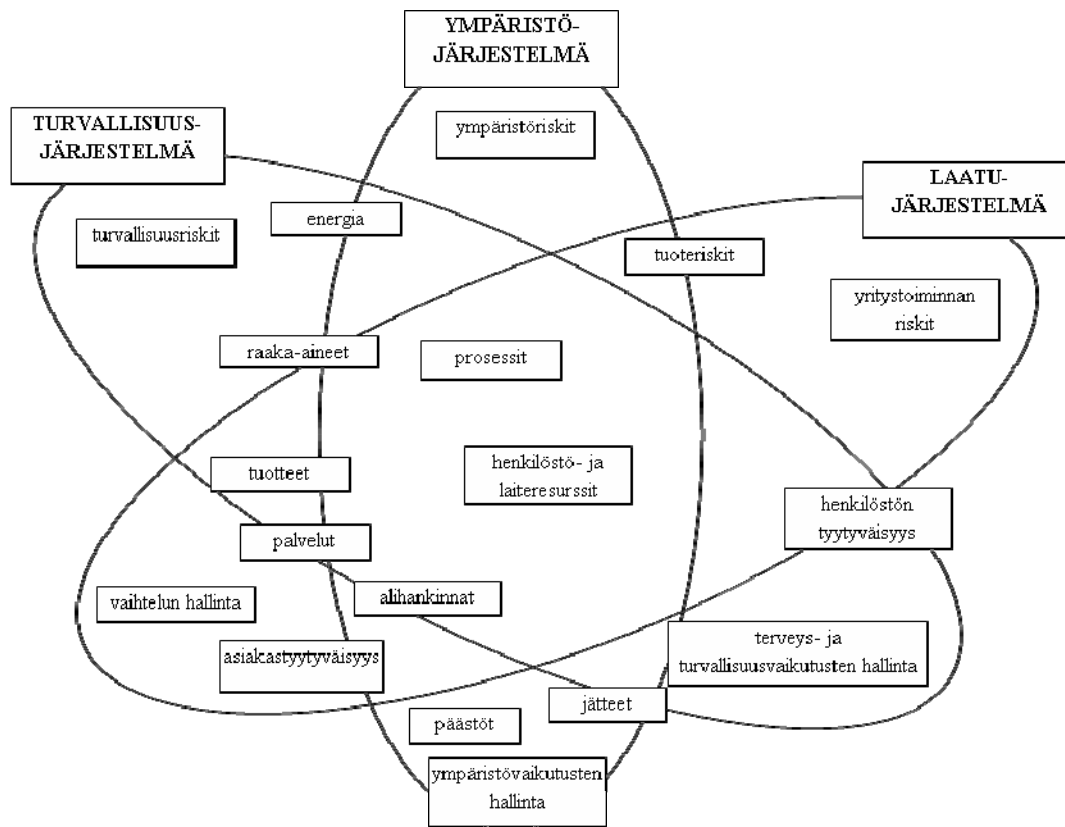 YMPÄRISTÖ-
JÄRJESTELMÄ
TURVALLISUUS-
JÄRJESTELMÄ
ympäristöriskit
LAATU-
JÄRJESTELMÄ
energia
turvallisuusriskit
tuoteriskit
yritystoiminnan
riskit
raaka-aineet
prosessit
tuotteet
henkilöstö- ja
laiteresurssit
henkilöstön
tyytyväisyys
palvelut
vaihtelun hallinta
alihankinnat
asiakastyytyväisyys
terveys- ja
turvallisuusvaikutusten hallinta
jätteet
päästöt
ympäristövaikutusten
hallinta